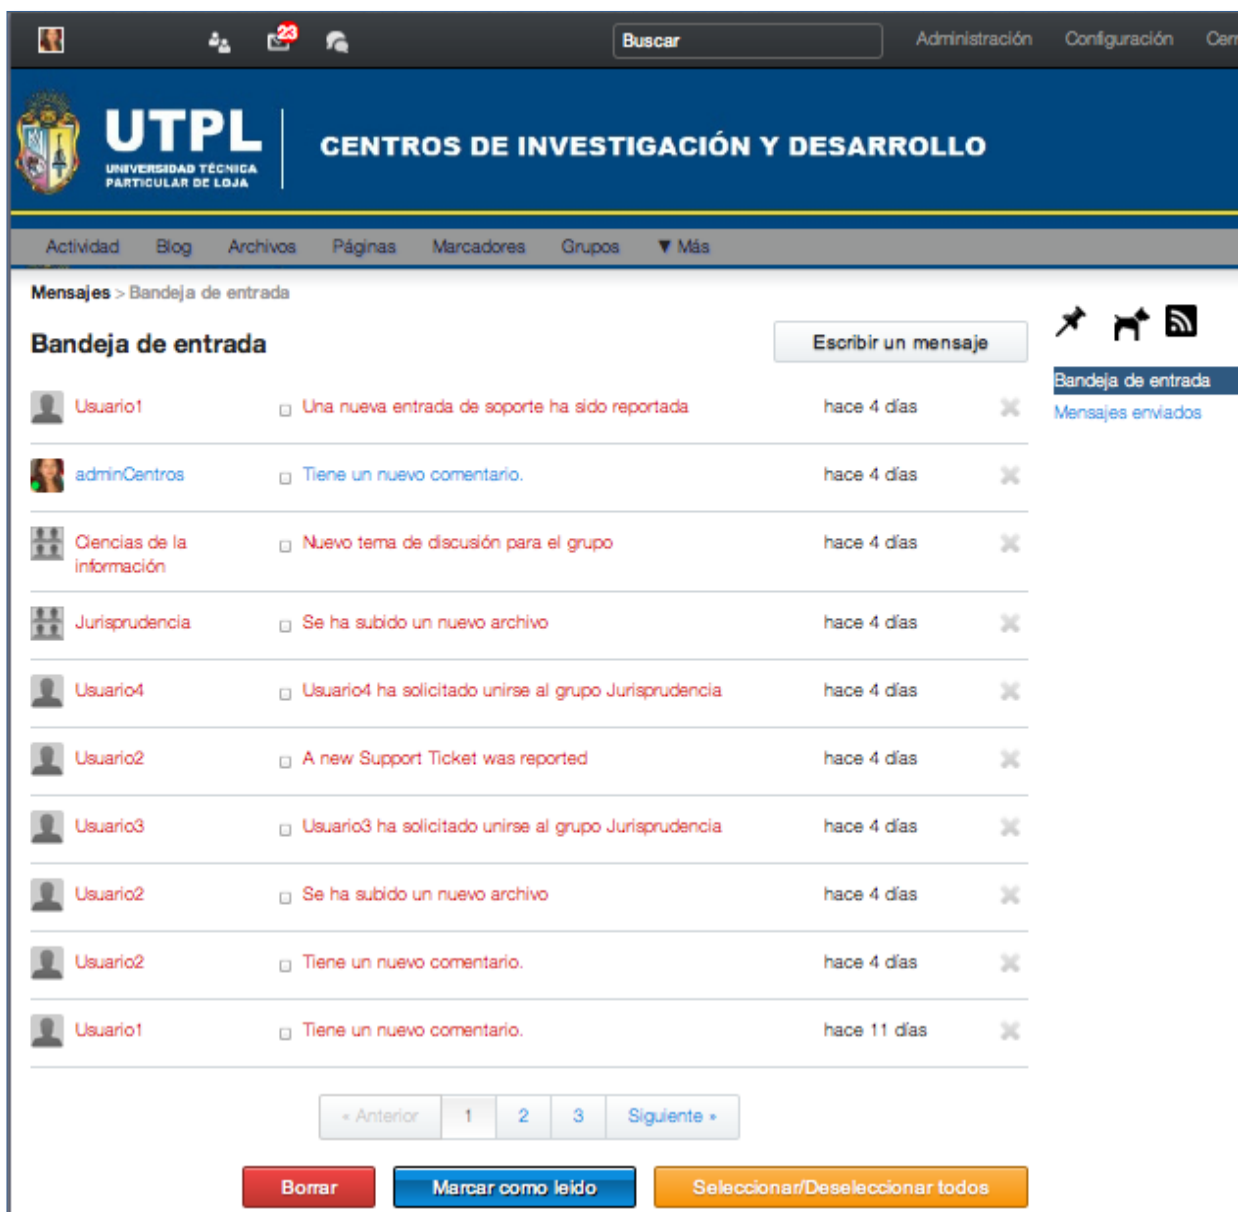 23
Buscar
Administración
Configuración
UTPL
UNIVERSIDAD TÉCNICA
PARTICULAR DE LOJA
CENTROS DE INVESTIGACIÓN Y DESARROLLO
Actividad Blog Archivos Páginas Marcadores Grupos ▼ Más
Mensajes > Bandeja de entrada
Bandeja de entrada
Escribir un mensaje
Bandeja de entrada
Mensajes enviados
Usuario1 Una nueva entrada de soporte ha sido reportada hace 4 días
adminCentros Tiene un nuevo comentario. hace 4 días
Ciencias de la Nuevo tema de discusión para el grupo hace 4 días
información
Jurisprudencia Se ha subido un nuevo archivo hace 4 días
Usuario4 Usuario4 ha solicitado unirse al grupo Jurisprudencia hace 4 días
Usuario2 A new Support Ticket was reported hace 4 días
Usuario3 Usuario3 ha solicitado unirse al grupo Jurisprudencia hace 4 días
Usuario2 Se ha subido un nuevo archivo hace 4 días
Usuario2 Tiene un nuevo comentario. hace 4 días
Usuario1 Tiene un nuevo comentario. hace 11 días
« Anterior 1 2 3 Siguiente »
Borrar Marcar como leido Seleccionar/Deseleccionar todos